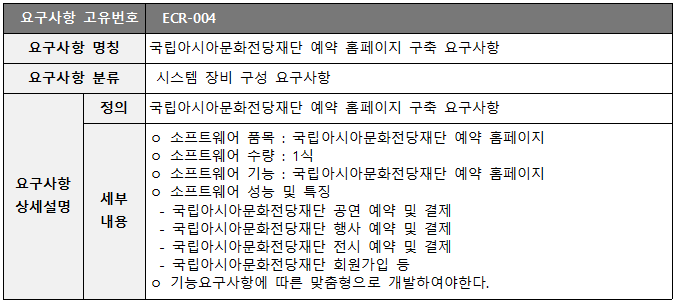 요구사항 고유번호 ECR-004
요구사항 명칭 국립아시아문화전당재단 예약 홈페이지 구축 요구사항
요구사항 분류 시스템 장비 구성 요구사항
요구사항 상세설명
정의 국립아시아문화전당재단 예약 홈페이지 구축 요구사항
세부 내용
ㅇ 소프트웨어 품목 : 국립아시아문화전당재단 예약 홈페이지
ㅇ 소프트웨어 수량 : 1식
ㅇ 소프트웨어 기능 : 국립아시아문화전당재단 예약 홈페이지
ㅇ 소프트웨어 성능 및 특징
- 국립아시아문화전당재단 공연 예약 및 결제
- 국립아시아문화전당재단 행사 예약 및 결제
- 국립아시아문화전당재단 전시 예약 및 결제
- 국립아시아문화전당재단 회원가입 등
ㅇ 기능요구사항에 따른 맞춤형으로 개발하여야한다.